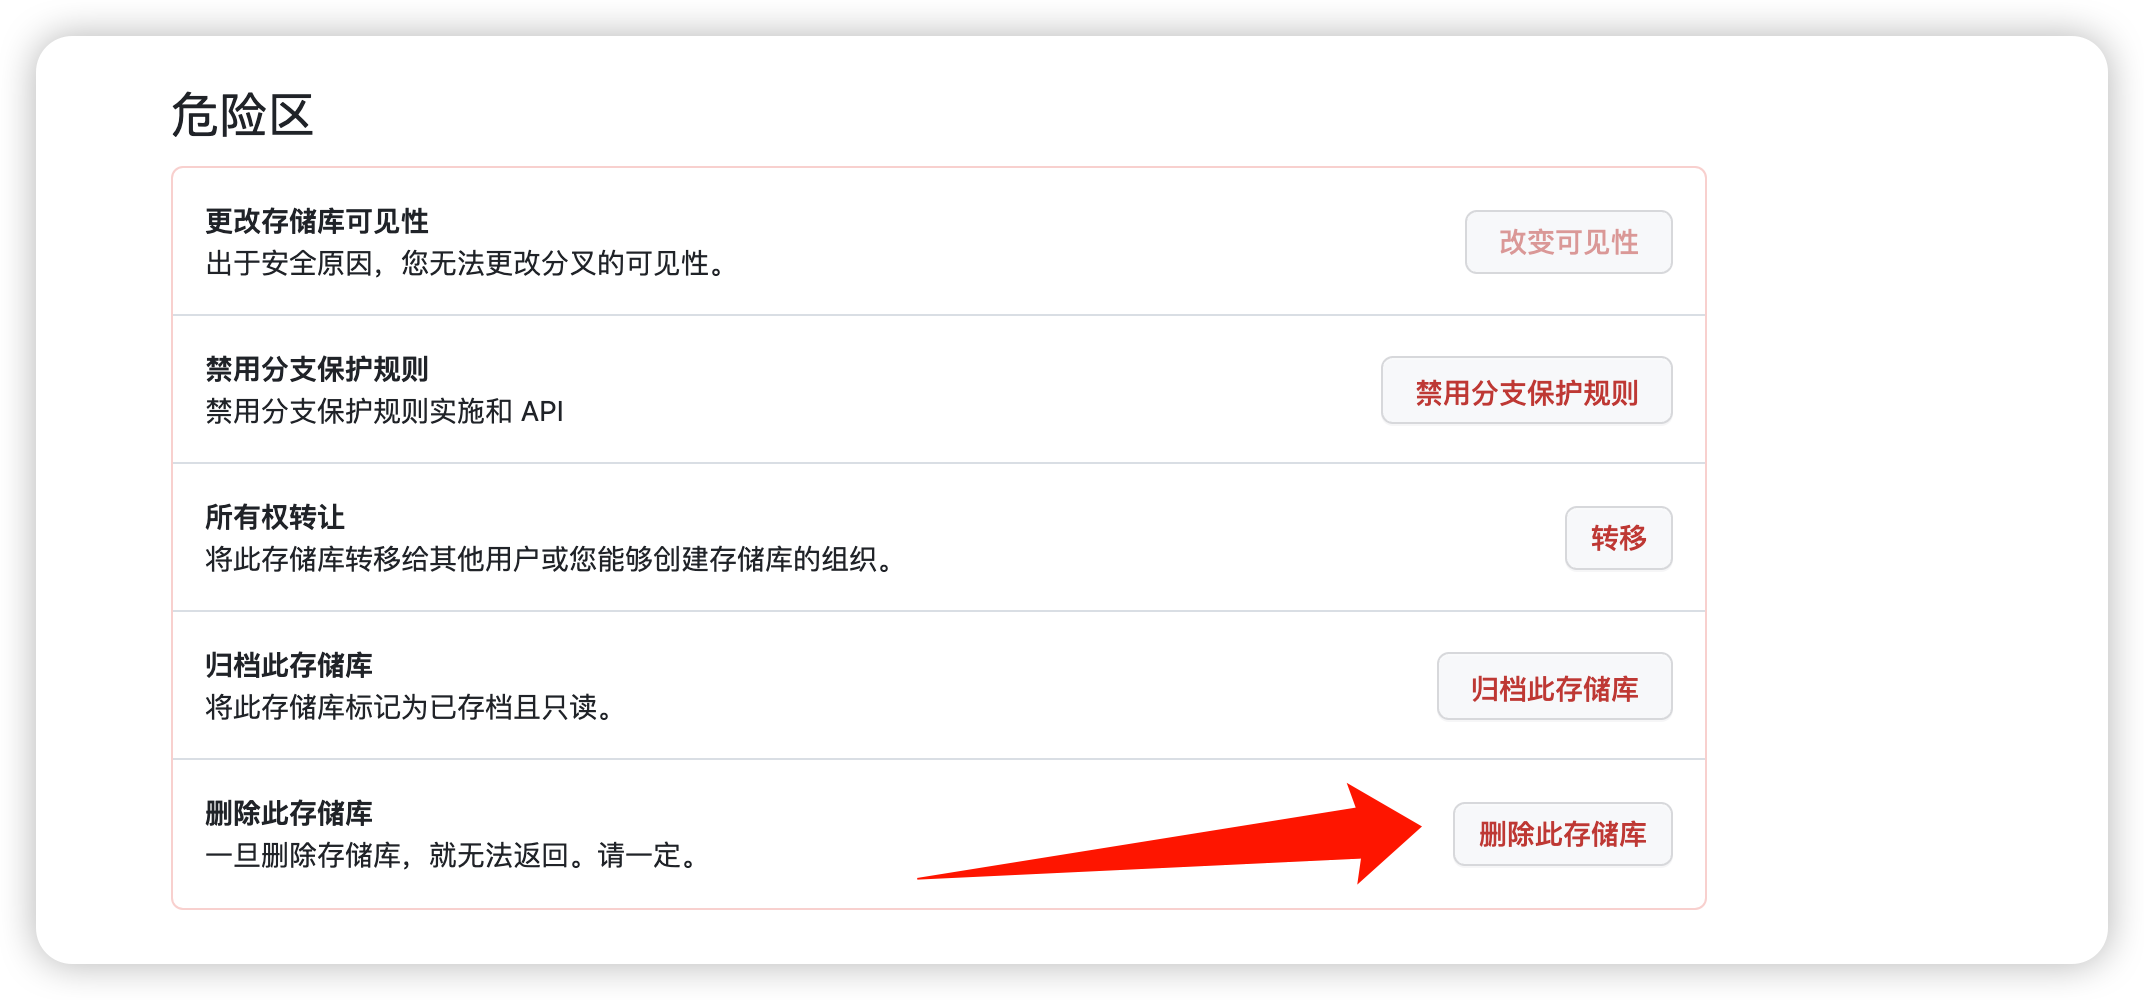 危险区
更改存储库可见性
出于安全原因，您无法更改分叉的可见性。
改变可见性
禁用分支保护规则
禁用分支保护规则实施和 API
禁用分支保护规则
所有权转让
将此存储库转移给其他用户或您能够创建存储库的组织。
转移
归档此存储库
将此存储库标记为已存档且只读。
归档此存储库
删除此存储库
一旦删除存储库，就无法返回。请一定。
删除此存储库